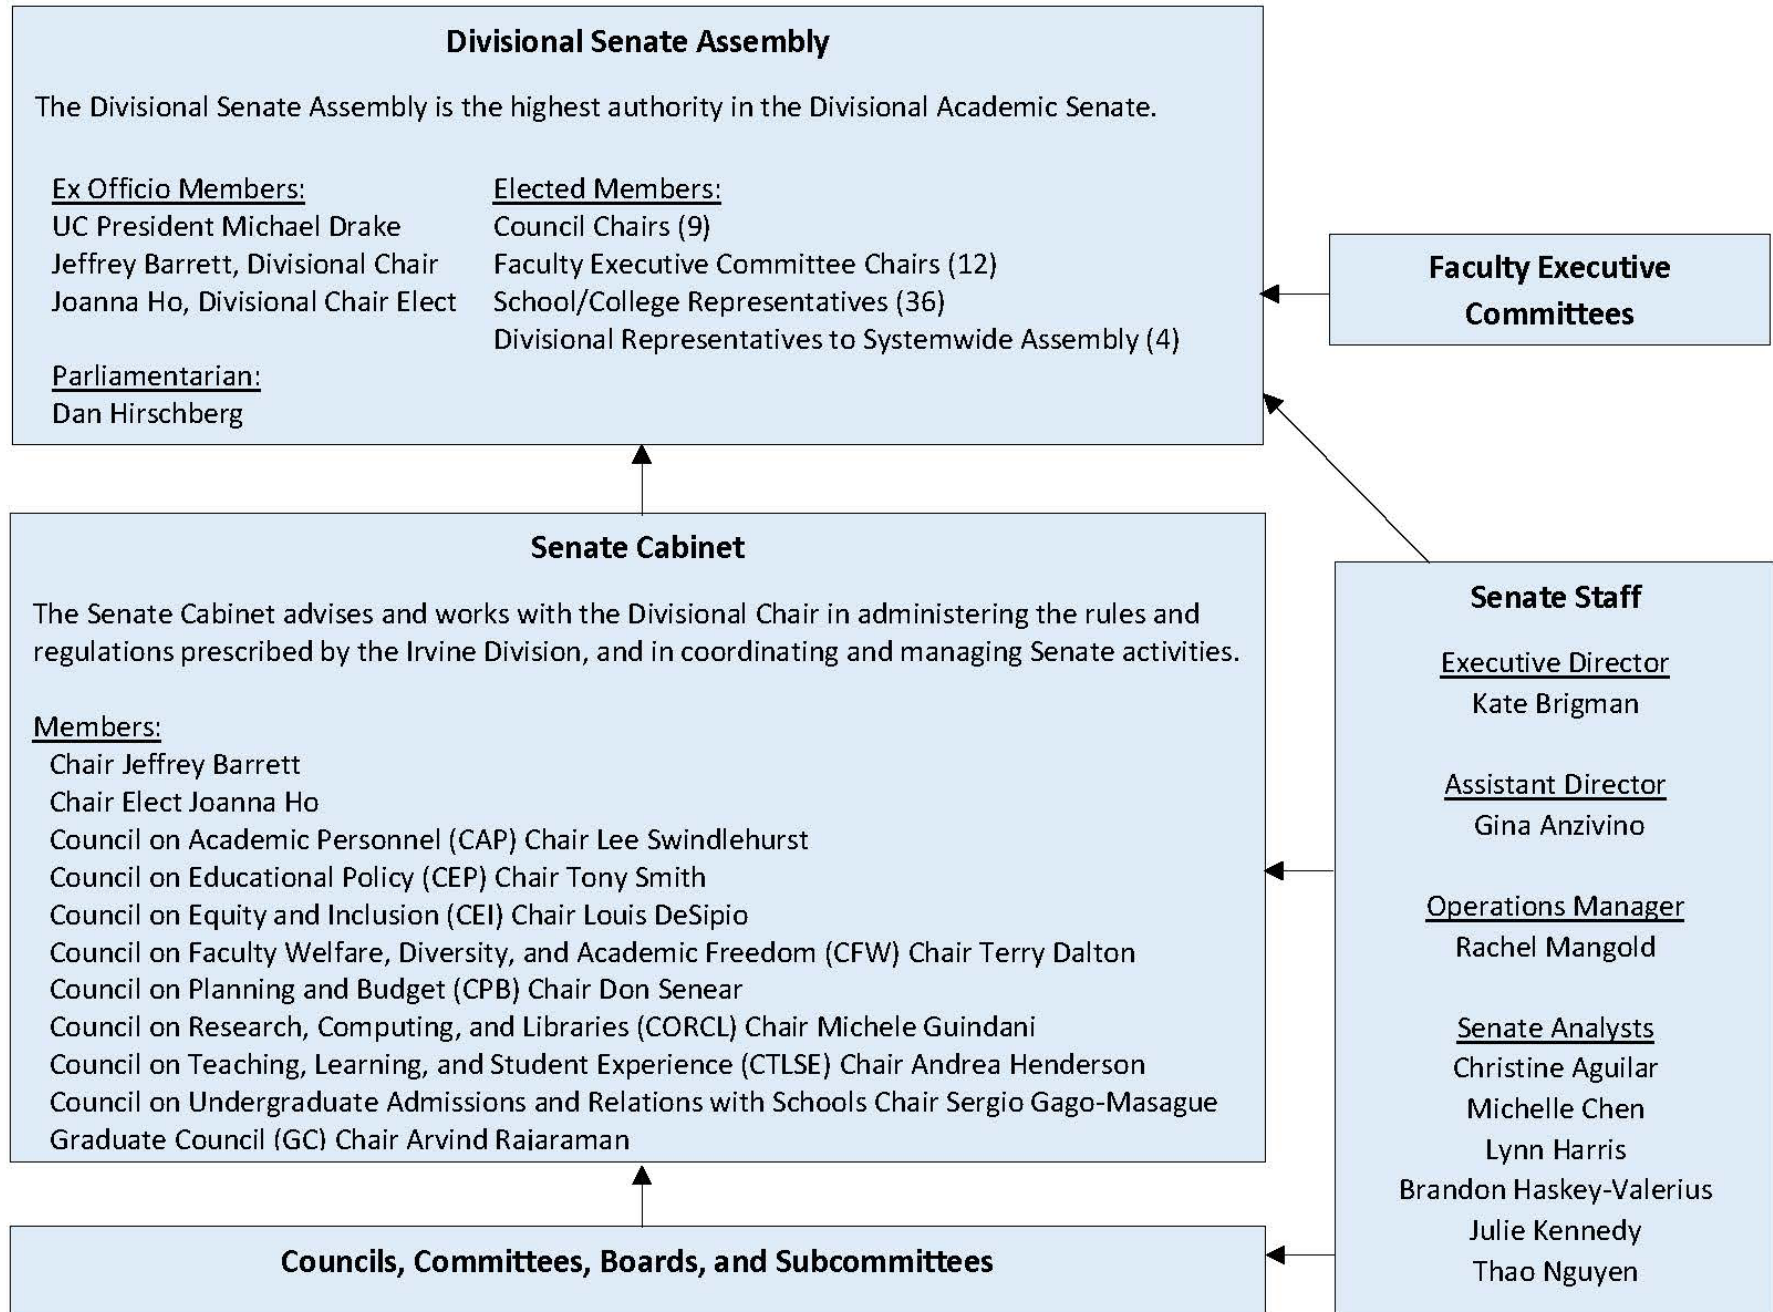 Divisional Senate Assembly
The Divisional Senate Assembly is the highest authority in the Divisional Academic Senate.
Ex Officio Members:
UC President Michael Drake
Jeffrey Barrett, Divisional Chair
Joanna Ho, Divisional Chair Elect
Parliamentarian:
Dan Hirschberg
Elected Members:
Council Chairs (9)
Faculty Executive Committee Chairs (12)
School/College Representatives (36)
Divisional Representatives to Systemwide Assembly (4)
Faculty Executive
Committees
Senate Cabinet
The Senate Cabinet advises and works with the Divisional Chair in administering the rules and
regulations prescribed by the Irvine Division, and in coordinating and managing Senate activities.
Members:
Chair Jeffrey Barrett
Chair Elect Joanna Ho
Council on Academic Personnel (CAP) Chair Lee Swindlehurst
Council on Educational Policy (CEP) Chair Tony Smith
Council on Equity and Inclusion (CEI) Chair Louis DeSipio
Council on Faculty Welfare, Diversity, and Academic Freedom (CFW) Chair Terry Dalton
Council on Planning and Budget (CPB) Chair Don Senear
Council on Research, Computing, and Libraries (CORCL) Chair Michele Guindani
Council on Teaching, Learning, and Student Experience (CTLSE) Chair Andrea Henderson
Council on Undergraduate Admissions and Relations with Schools Chair Sergio Gago-Masague
Graduate Council (GC) Chair Arvind Rajaraman
Senate Staff
Executive Director
Kate Brigman
Assistant Director
Gina Anzivino
Operations Manager
Rachel Mangold
Senate Analysts
Christine Aguilar
Michelle Chen
Lynn Harris
Brandon Haskey-Valerius
Julie Kennedy
Thao Nguyen
Councils, Committees, Boards, and Subcommittees